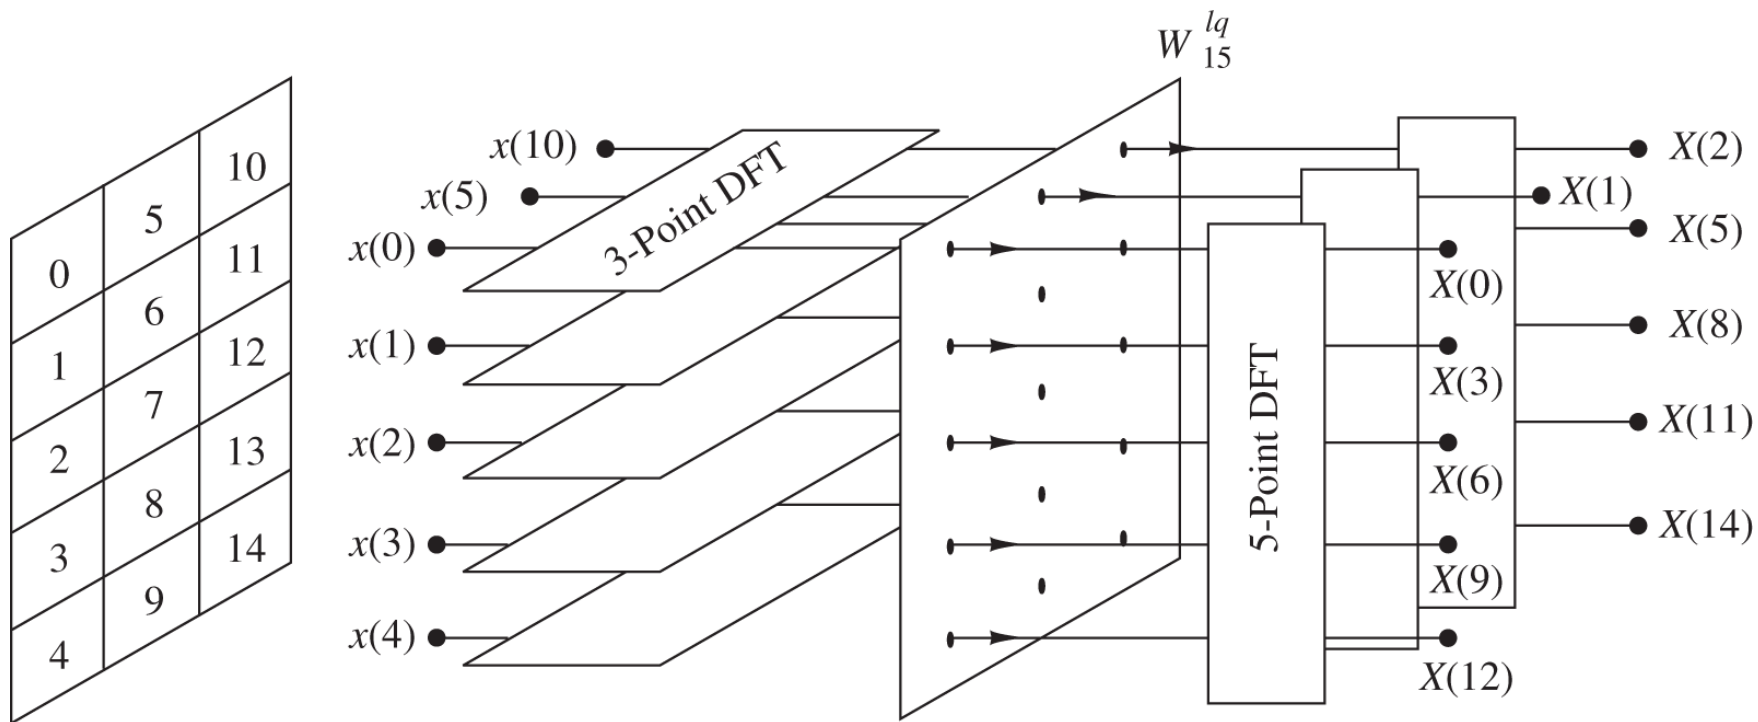 W lq 15
10
5
0
11
6
1
12
7
2
13
8
3
14
9
4
x(10)
x(5)
x(0)
x(1)
x(2)
x(3)
x(4)
3-Point DFT
5-Point DFT
X(2)
X(1)
X(5)
X(0)
X(8)
X(3)
X(11)
X(6)
X(14)
X(9)
X(12)